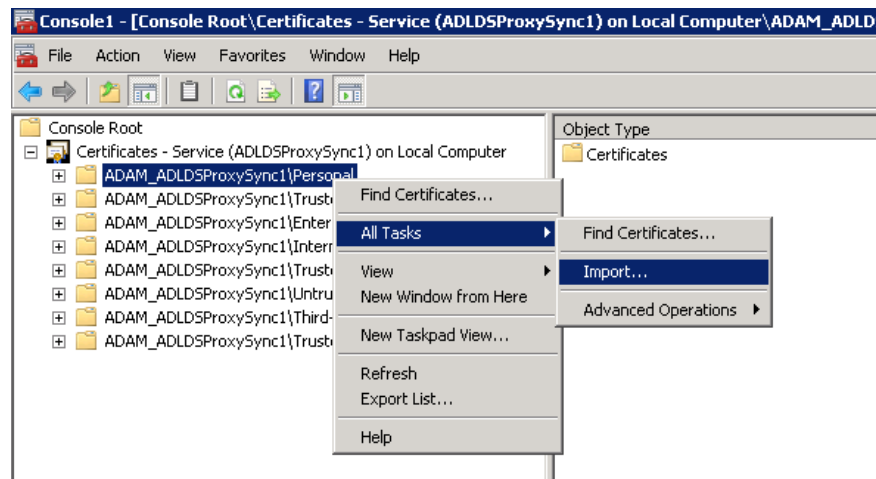 Console1 - [Console Root\Certificates - Service (ADLDSProxySync1) on Local Computer\ADAM_ADLD
File Action View Favorites Window Help
Console Root
Certificates - Service (ADLDSProxySync1) on Local Computer
ADAM_ADLDSProxySync1\Personal
ADAM_ADLDSProxySync1\Trust
ADAM_ADLDSProxySync1\Enter
ADAM_ADLDSProxySync1\Intern
ADAM_ADLDSProxySync1\Trust
ADAM_ADLDSProxySync1\Untru
ADAM_ADLDSProxySync1\Third-
ADAM_ADLDSProxySync1\Trust
Find Certificates...
All Tasks
View
New Window from Here
New Taskpad View...
Refresh
Export List...
Help
Find Certificates...
Import...
Advanced Operations
Object Type
Certificates